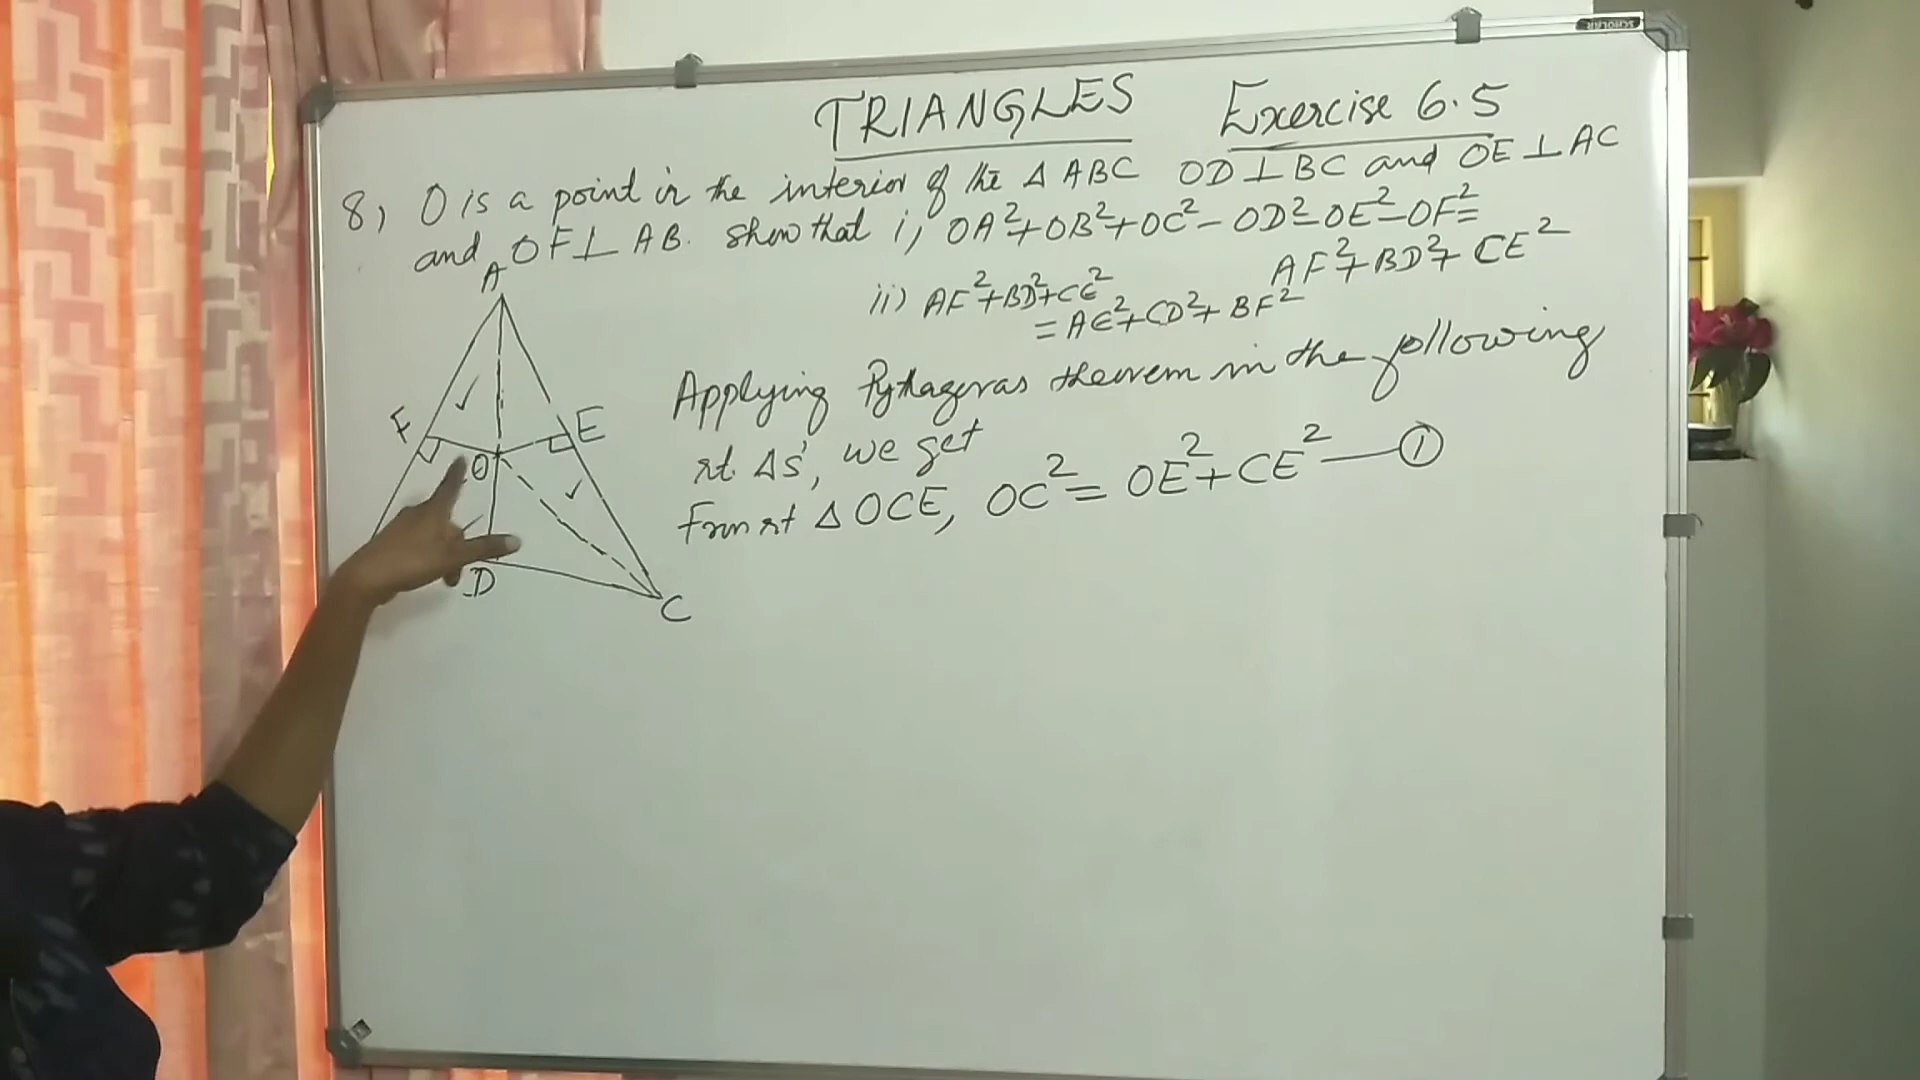 SCHOLAR
TRIANGLES Exercise 6.5
8) O is a point in the interior of the Δ ABC OD⊥BC and OE⊥AC
and OF⊥AB. show that i) OA²+OB²+OC²-OD²-OE²-OF²=
AF²+BD²+CE²
ii) AF²+BD²+CE²
=AE²+CD²+BF²
A
F
E
O
D
C
Applying Pythagoras theorem in the following
rt Δs', we get
From rt Δ OCE, OC²=OE²+CE²—①